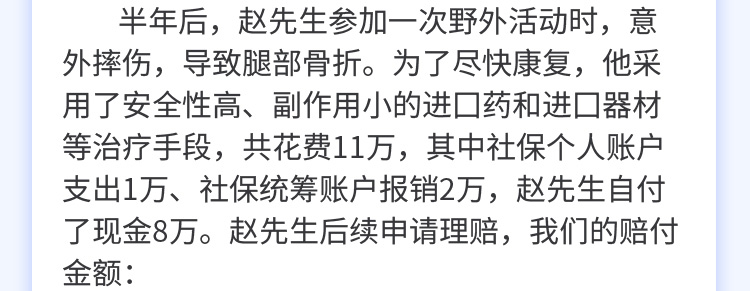 半年后，赵先生参加一次野外活动时，意
外摔伤，导致腿部骨折。为了尽快康复，他采
用了安全性高、副作用小的进口药和进口器材
等治疗手段，共花费11万，其中社保个人账户
支出1万、社保统筹账户报销2万，赵先生自付
了现金8万。赵先生后续申请理赔，我们的赔付
金额：